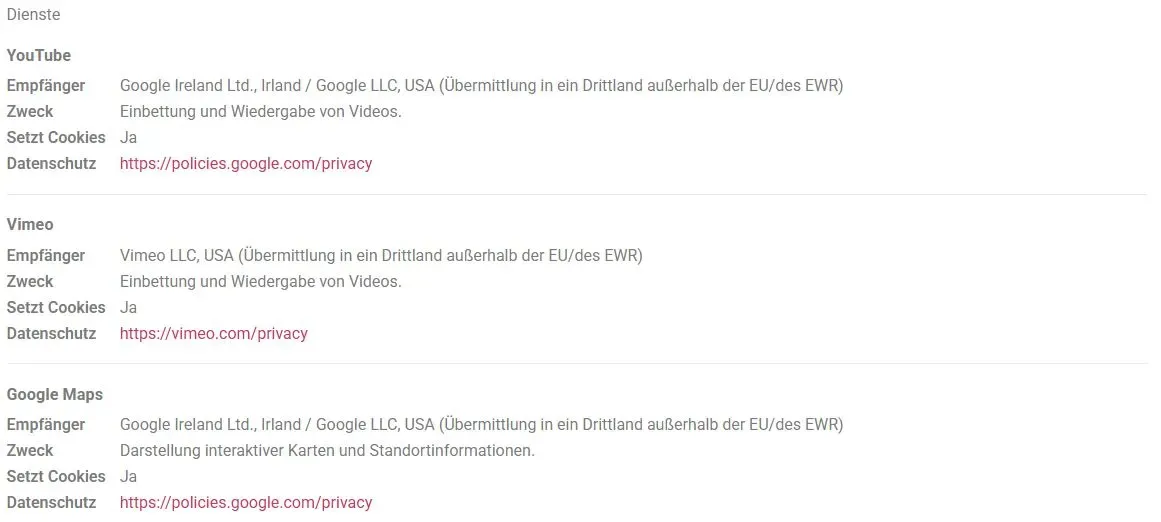 Dienste
YouTube
Empfänger Google Ireland Ltd., Irland / Google LLC, USA (Übermittlung in ein Drittland außerhalb der EU/des EWR)
Zweck Einbettung und Wiedergabe von Videos.
Setzt Cookies Ja
Datenschutz https://policies.google.com/privacy
Vimeo
Empfänger Vimeo LLC, USA (Übermittlung in ein Drittland außerhalb der EU/des EWR)
Zweck Einbettung und Wiedergabe von Videos.
Setzt Cookies Ja
Datenschutz https://vimeo.com/privacy
Google Maps
Empfänger Google Ireland Ltd., Irland / Google LLC, USA (Übermittlung in ein Drittland außerhalb der EU/des EWR)
Zweck Darstellung interaktiver Karten und Standortinformationen.
Setzt Cookies Ja
Datenschutz https://policies.google.com/privacy